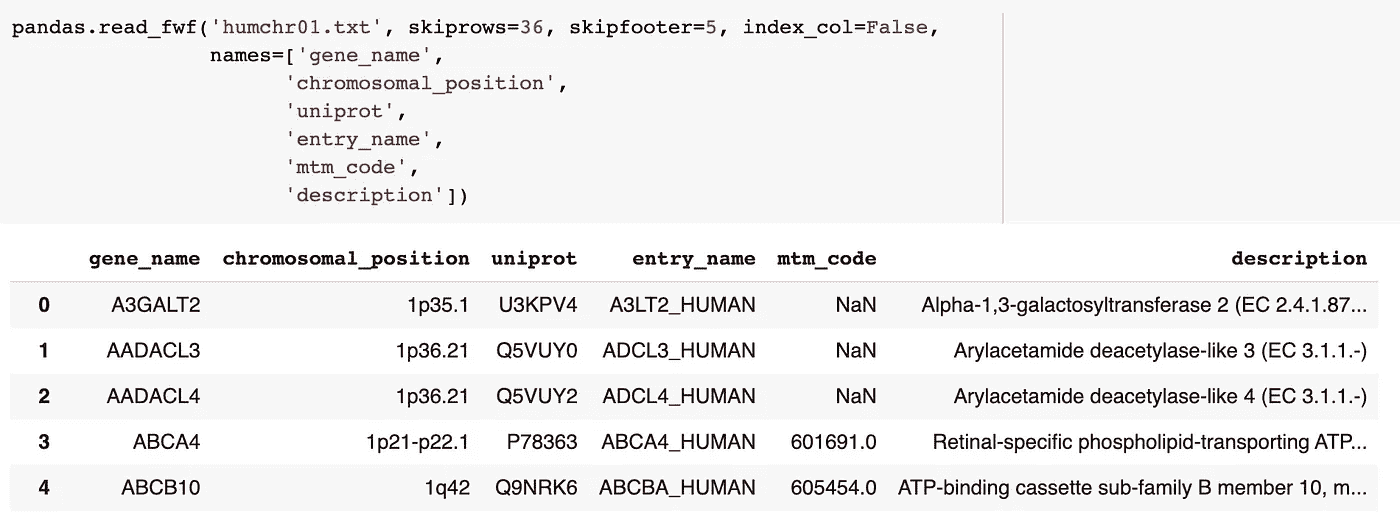 pandas.read_fwf('humchr01.txt', skiprows=36, skipfooter=5, index_col=False,
names=['gene_name',
'chromosomal_position',
'uniprot',
'entry_name',
'mtm_code',
'description'])
gene_name chromosomal_position uniprot entry_name mtm_code description
0 A3GALT2 1p35.1 U3KPV4 A3LT2_HUMAN NaN Alpha-1,3-galactosyltransferase 2 (EC 2.4.1.87...
1 AADACL3 1p36.21 Q5VUY0 ADCL3_HUMAN NaN Arylacetamide deacetylase-like 3 (EC 3.1.1.-)
2 AADACL4 1p36.21 Q5VUY2 ADCL4_HUMAN NaN Arylacetamide deacetylase-like 4 (EC 3.1.1.-)
3 ABCA4 1p21-p22.1 P78363 ABCA4_HUMAN 601691.0 Retinal-specific phospholipid-transporting ATP...
4 ABCB10 1q42 Q9NRK6 ABCBA_HUMAN 605454.0 ATP-binding cassette sub-family B member 10, m...